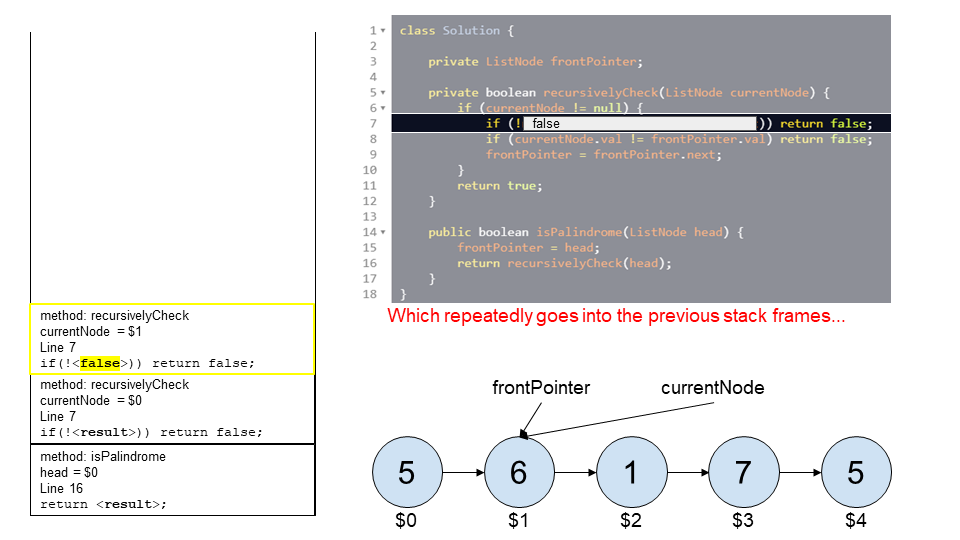 1 class Solution {
2
3 private ListNode frontPointer;
4
5 private boolean recursivelyCheck(ListNode currentNode) {
6 if (currentNode != null) {
7 if (! false )) return false;
8 if (currentNode.val != frontPointer.val) return false;
9 frontPointer = frontPointer.next;
10 }
11 return true;
12 }
13
14 public boolean isPalindrome(ListNode head) {
15 frontPointer = head;
16 return recursivelyCheck(head);
17 }
18 }
Which repeatedly goes into the previous stack frames...
method: recursivelyCheck
currentNode = $1
Line 7
if(!<false>)) return false;
method: recursivelyCheck
currentNode = $0
Line 7
if(!<result>)) return false;
method: isPalindrome
head = $0
Line 16
return <result>;
frontPointer currentNode
5 6 1 7 5
$0 $1 $2 $3 $4